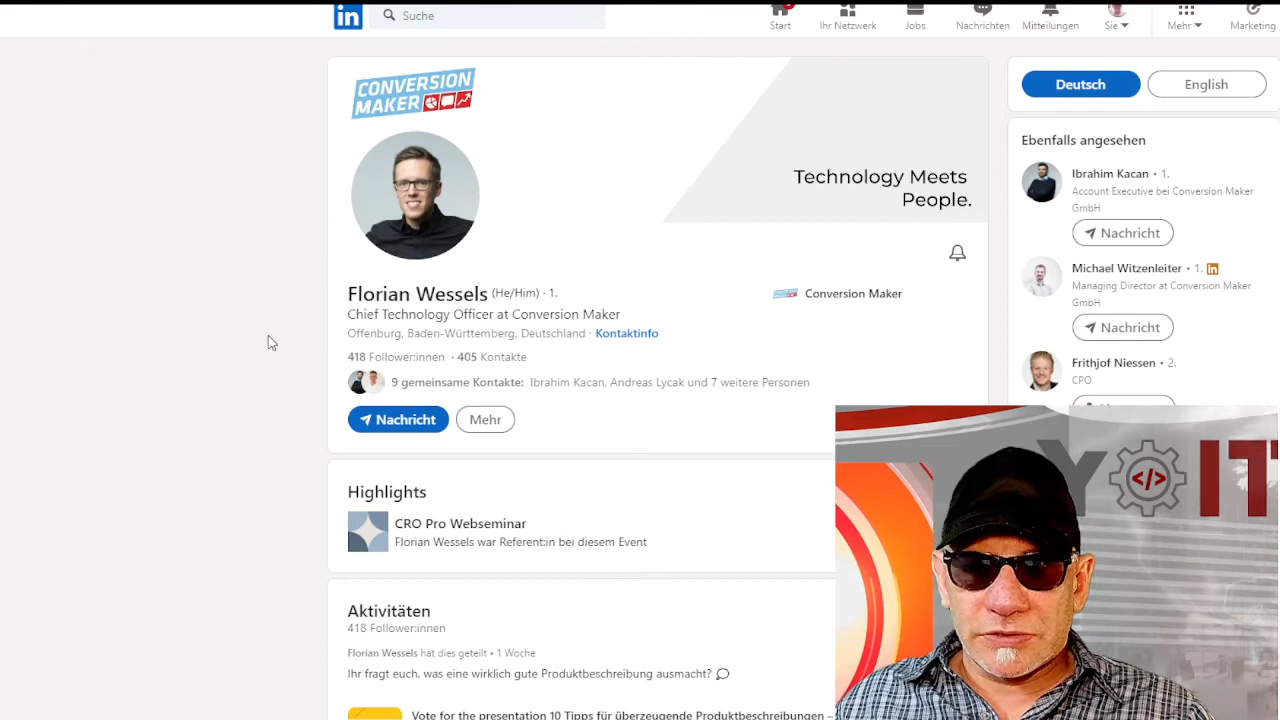 in
Suche
Start
Ihr Netzwerk
Jobs
Nachrichten
Mitteilungen
Sie
Mehr
Marketing
CONVERSION
MAKER
Technology Meets
People.
Florian Wessels (He/Him) · 1.
Conversion Maker
Chief Technology Officer at Conversion Maker
Offenburg, Baden-Württemberg, Deutschland · Kontaktinfo
418 Follower:innen · 405 Kontakte
9 gemeinsame Kontakte: Ibrahim Kacan, Andreas Lycak und 7 weitere Personen
Nachricht
Mehr
Highlights
CRO Pro Webseminar
Florian Wessels war Referent:in bei diesem Event
Aktivitäten
418 Follower:innen
Florian Wessels hat dies geteilt • 1 Woche
Ihr fragt euch, was eine wirklich gute Produktbeschreibung ausmacht?
Vote for the presentation 10 Tipps für überzeugende Produktbeschreibungen –
Deutsch
English
Ebenfalls angesehen
Ibrahim Kacan • 1.
Account Executive bei Conversion Maker
GmbH
Nachricht
Michael Witzenleiter • 1. in
Managing Director at Conversion Maker
GmbH
Nachricht
Frithjof Niessen • 2.
CPO
Y </> IT